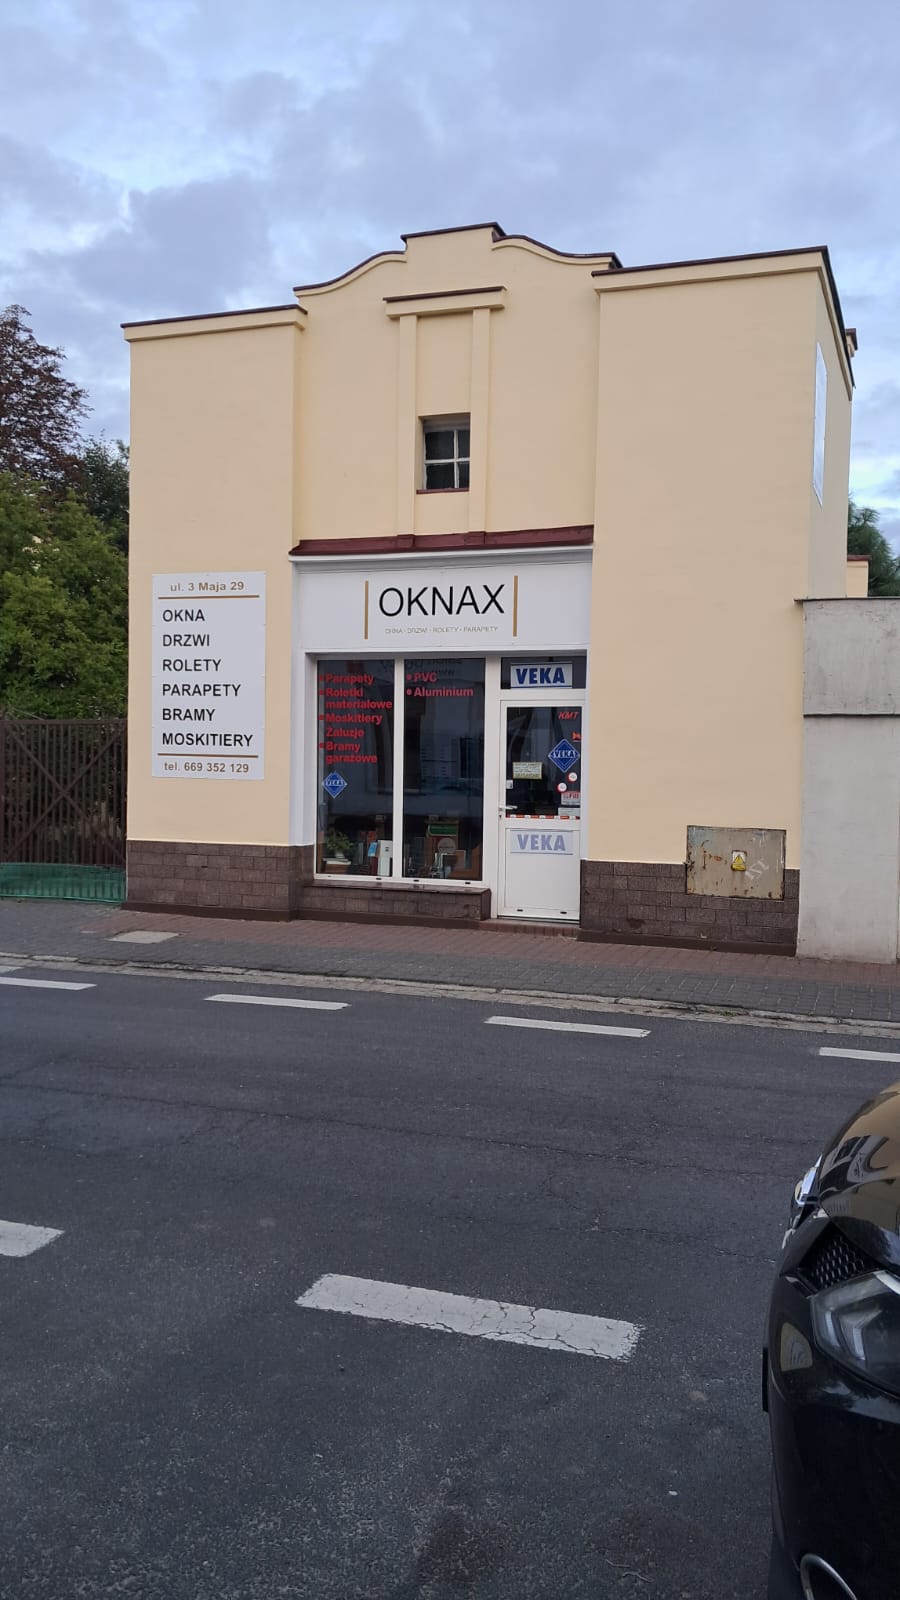 ul. 3 Maja 29
OKNA
DRZWI
ROLETY
PARAPETY
BRAMY
MOSKITIERY
tel. 669 352 129
OKNAX
OKNA • DRZWI • ROLETY • PARAPETY
• Parapety
• Roletki
materiałowe
• Moskitiery
Żaluzje
• Bramy
garażowe
VEKA
• PVC
• Aluminium
VEKA
KMT
VEKA
VEKA